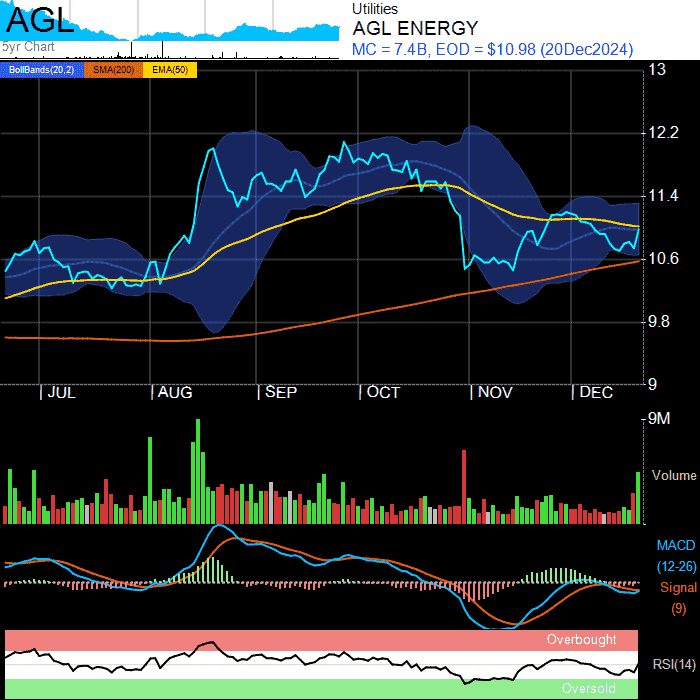 AGL
5yr Chart
Utilities
AGL ENERGY
MC = 7.4B, EOD = $10.98 (20Dec2024)
BollBands(20,2) SMA(200) EMA(50)
13
12.2
11.4
10.6
9.8
9
JUL AUG SEP OCT NOV DEC
9M
Volume
MACD
(12-26)
Signal
(9)
Overbought
RSI(14)
Oversold